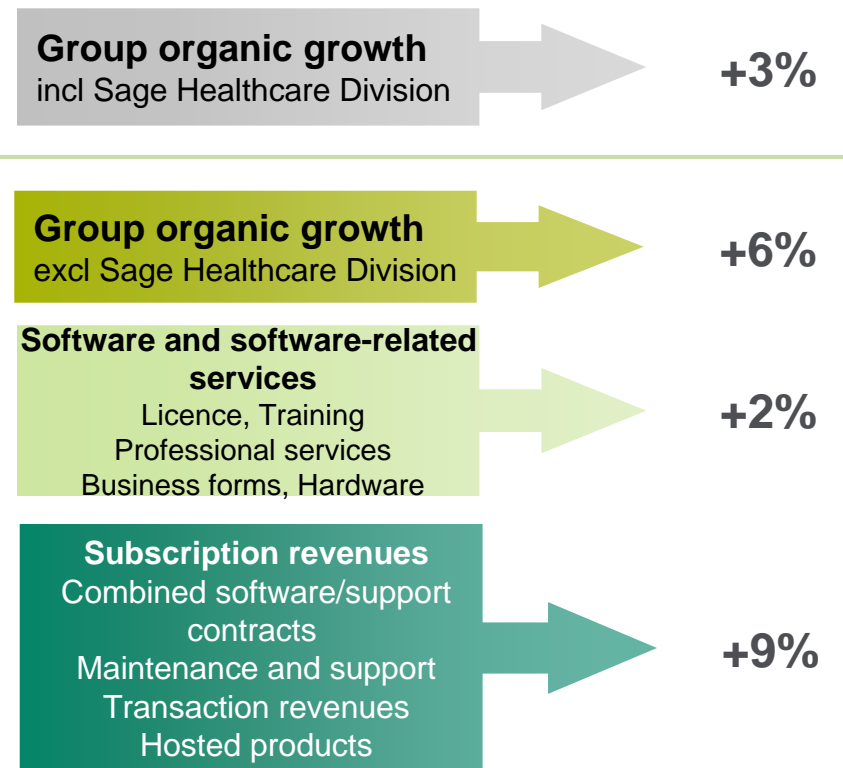 Group organic growth
incl Sage Healthcare Division
+3%
Group organic growth
excl Sage Healthcare Division
+6%
Software and software-related
services
Licence, Training
Professional services
Business forms, Hardware
+2%
Subscription revenues
Combined software/support
contracts
Maintenance and support
Transaction revenues
Hosted products
+9%